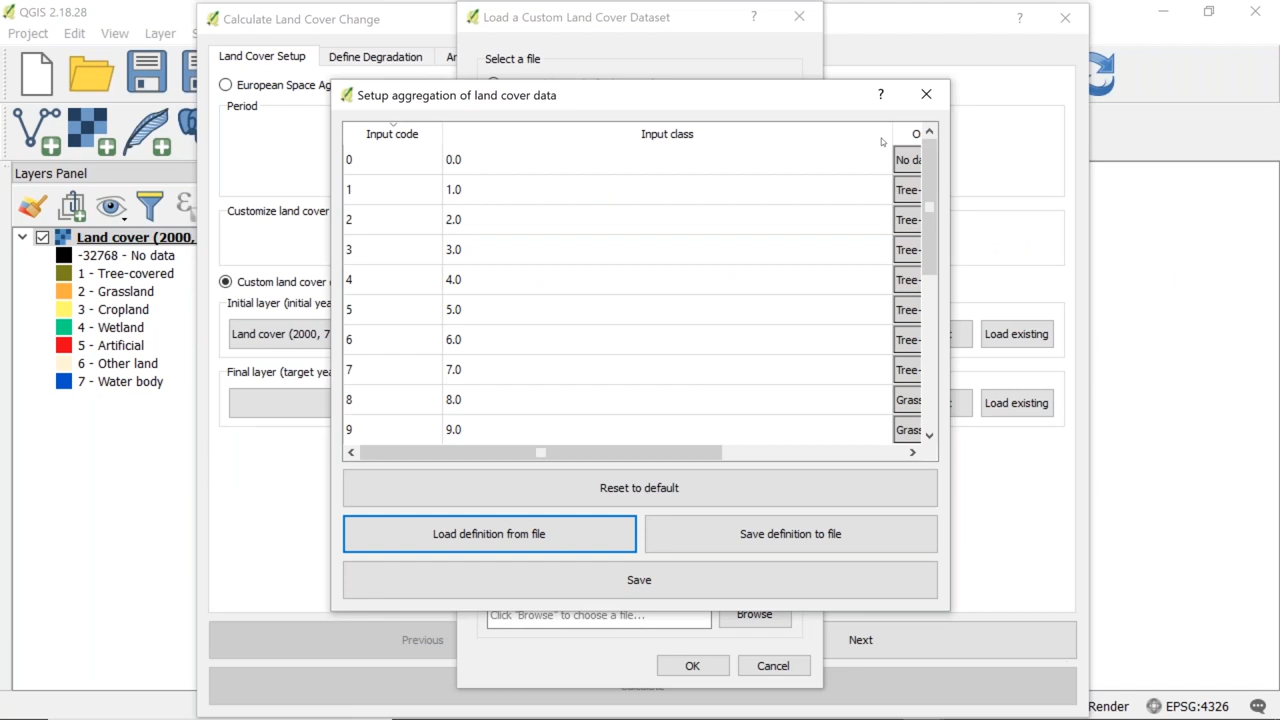 QGIS 2.18.28
Project Edit View Layer
Layers Panel
Land cover (2000,
-32768 - No data
1 - Tree-covered
2 - Grassland
3 - Cropland
4 - Wetland
5 - Artificial
6 - Other land
7 - Water body
Calculate Land Cover Change ?
Land Cover Setup Define Degradation
European Space Ag
Period
Customize land cover
Custom land cover
Initial layer (initial yea
Land cover (2000, 7 Load existing
Final layer (target yea
Load existing
Previous Next
Load a Custom Land Cover Dataset ?
Select a file
Click "Browse" to choose a file... Browse
OK Cancel
Setup aggregation of land cover data ?
Input code Input class O
0 0.0 No da
1 1.0 Tree-
2 2.0 Tree-
3 3.0 Tree-
4 4.0 Tree-
5 5.0 Tree-
6 6.0 Tree-
7 7.0 Tree-
8 8.0 Grass
9 9.0 Grass
Reset to default
Load definition from file Save definition to file
Save
Render EPSG:4326